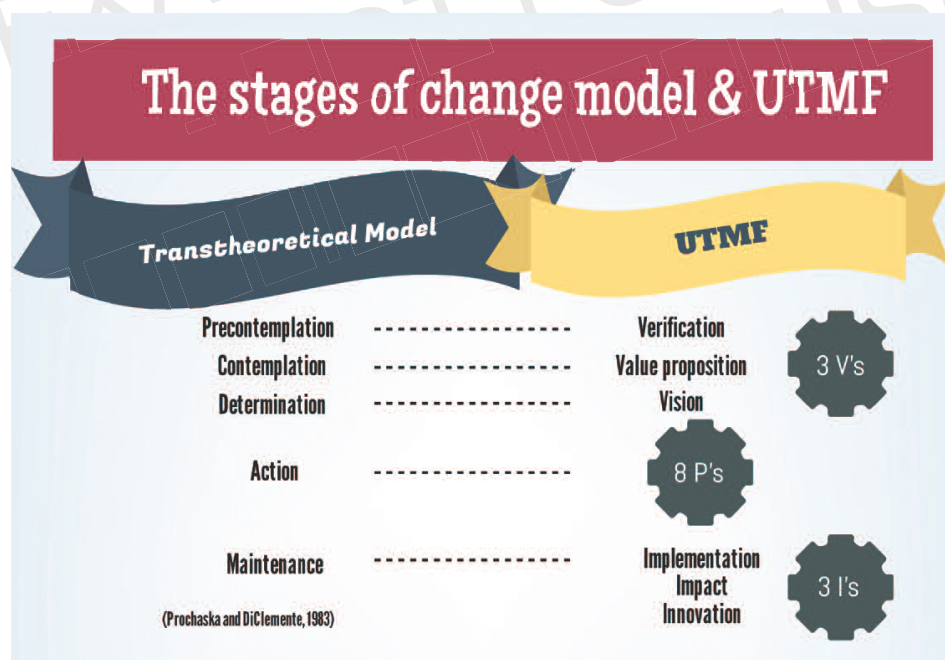 The stages of change model & UTMF
Transtheoretical Model
UTMF
Precontemplation ---------------- Verification
Contemplation ---------------- Value proposition
3 V's
Determination ---------------- Vision
Action ---------------- 8 P's
Maintenance ---------------- Implementation
Impact
3 I's
Innovation
(Prochaska and DiClemente, 1983)